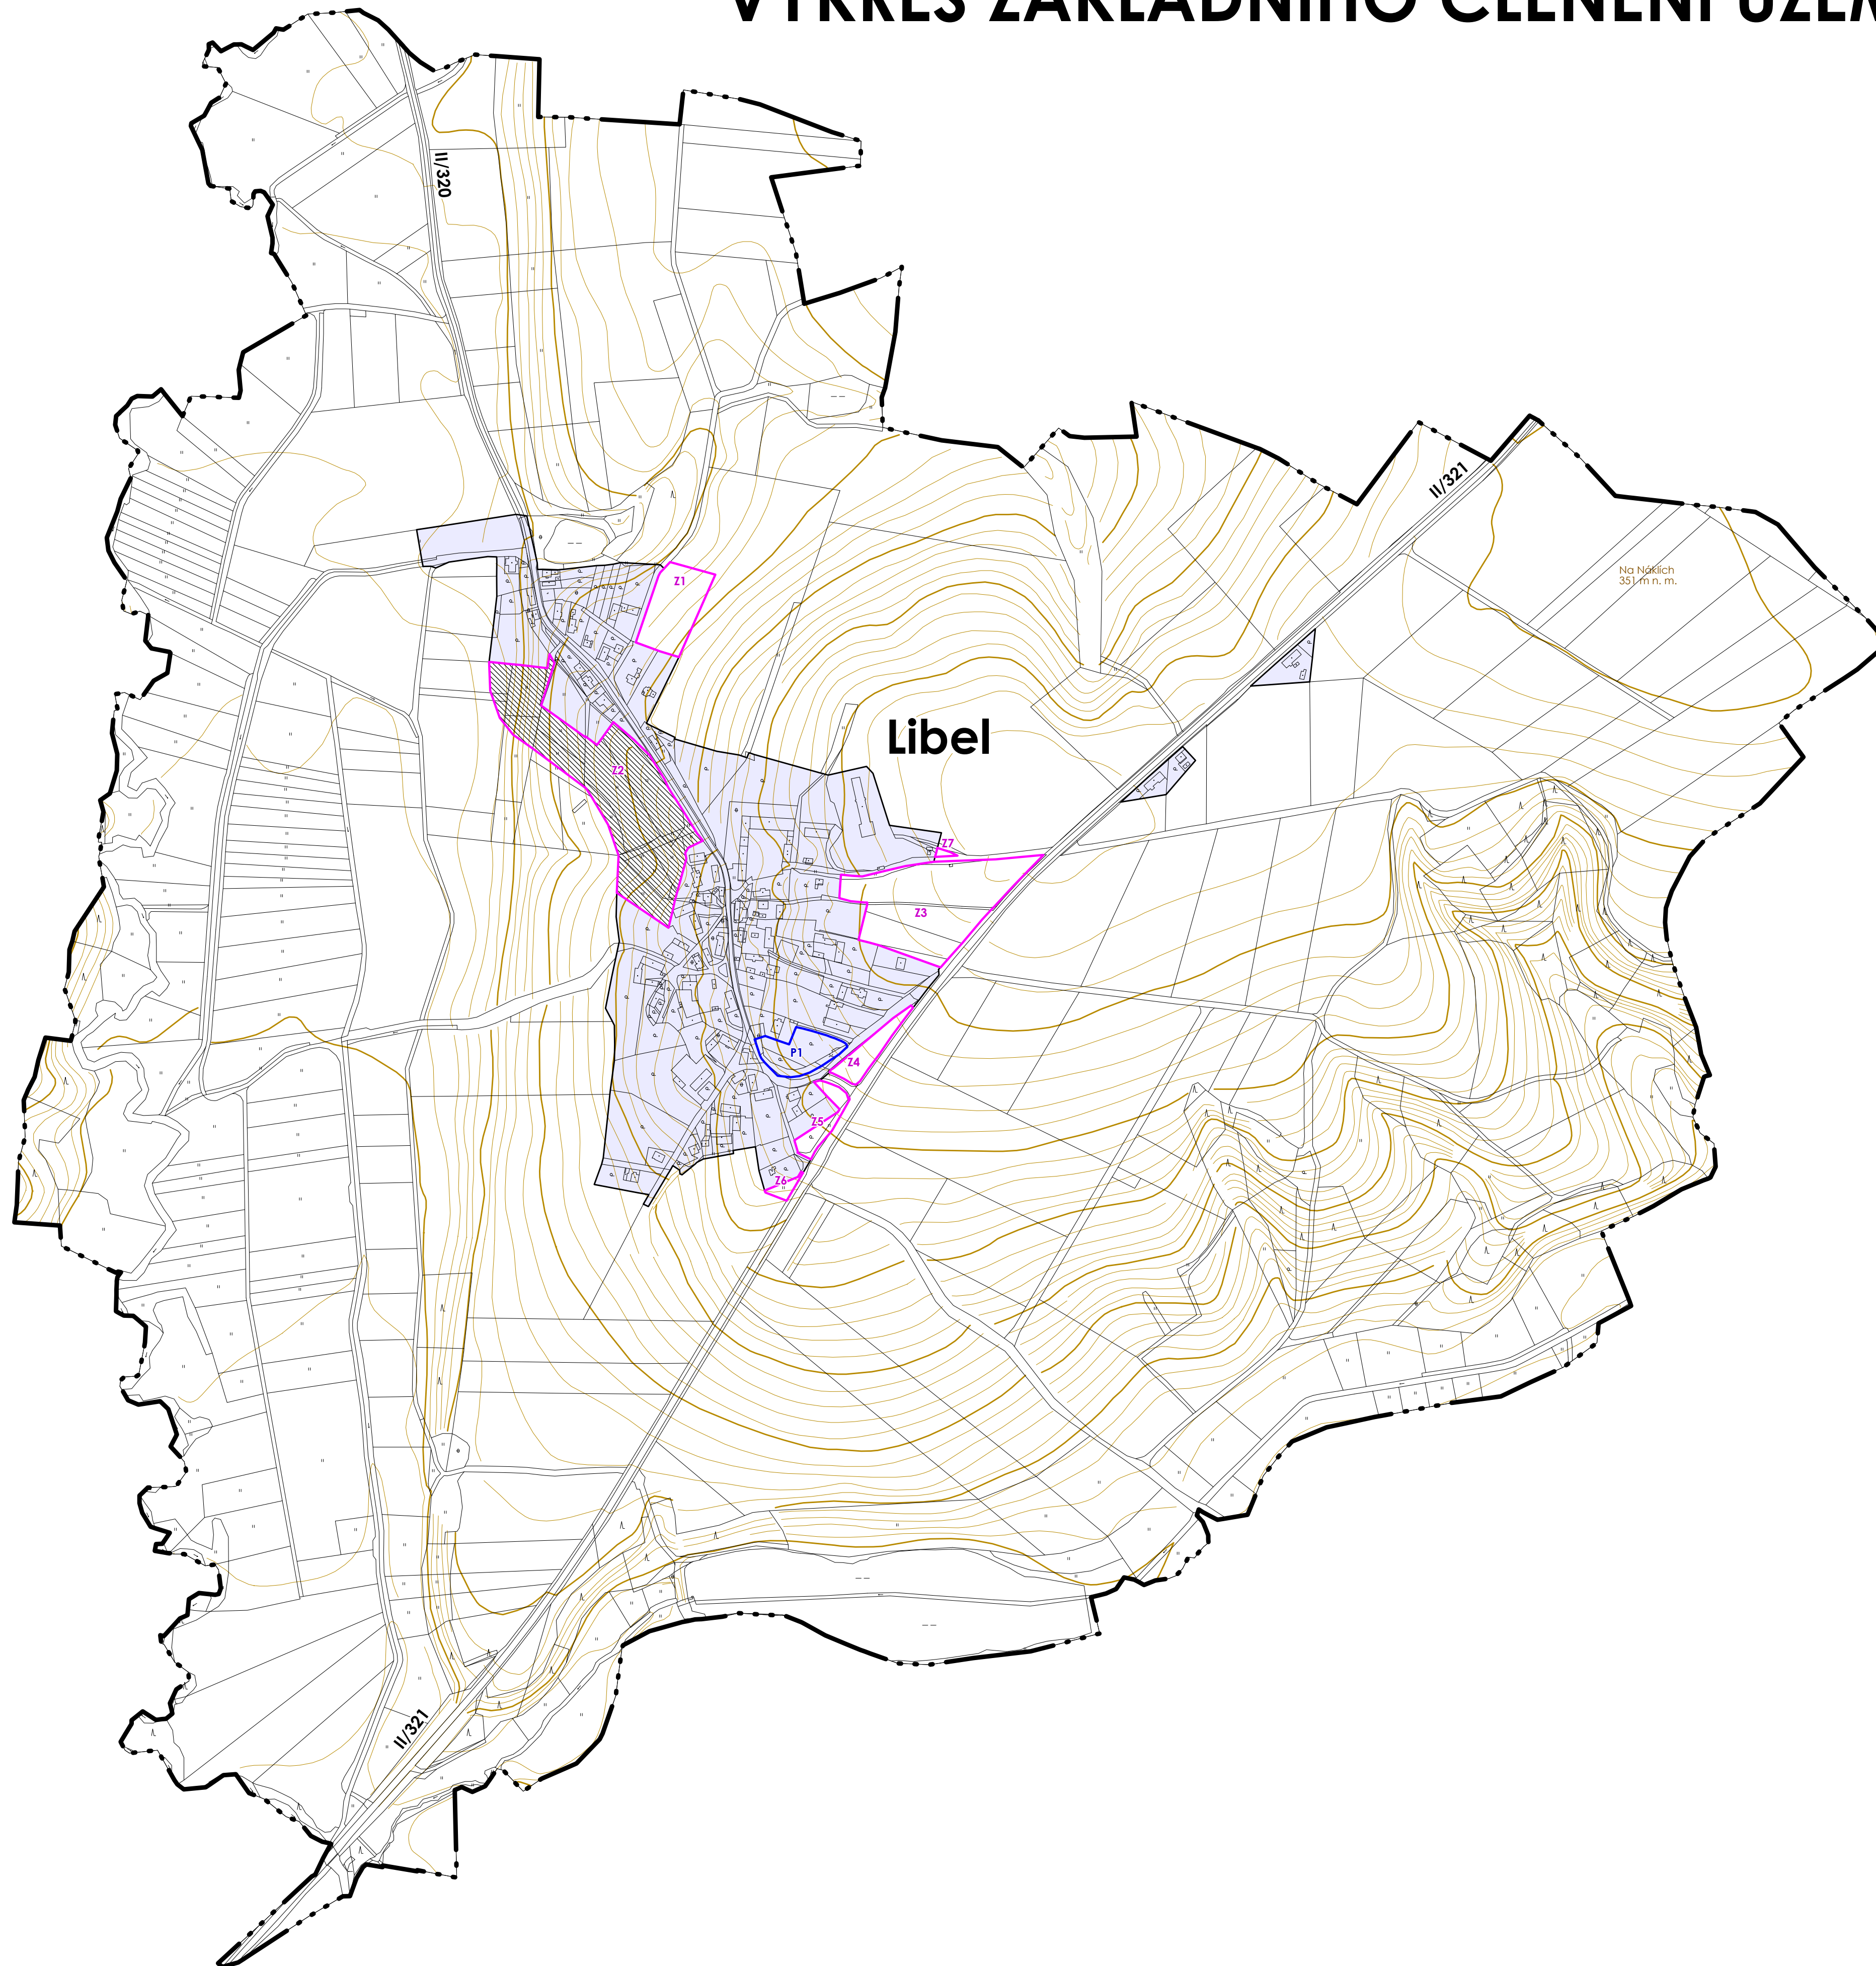 VÝKRES ZÁKLADNÍHO ČLENĚNÍ ÚZEM
II/320
II/321
Na Náklích
351 m n. m.
Z1
Libel
Z2
Z7
Z3
P1
Z4
Z5
Z6
II/321